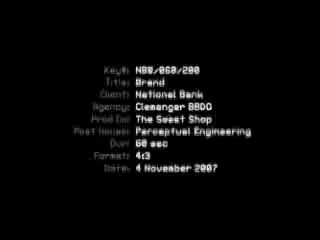 Key#: NBW/060/200
Title: Brand
Client: National Bank
Agency: Clemenger BBDO
Prod Co: The Sweet Shop
Post House: Perceptual Engineering
Dur: 60 sec
Format: 4:3
Date: 4 November 2007